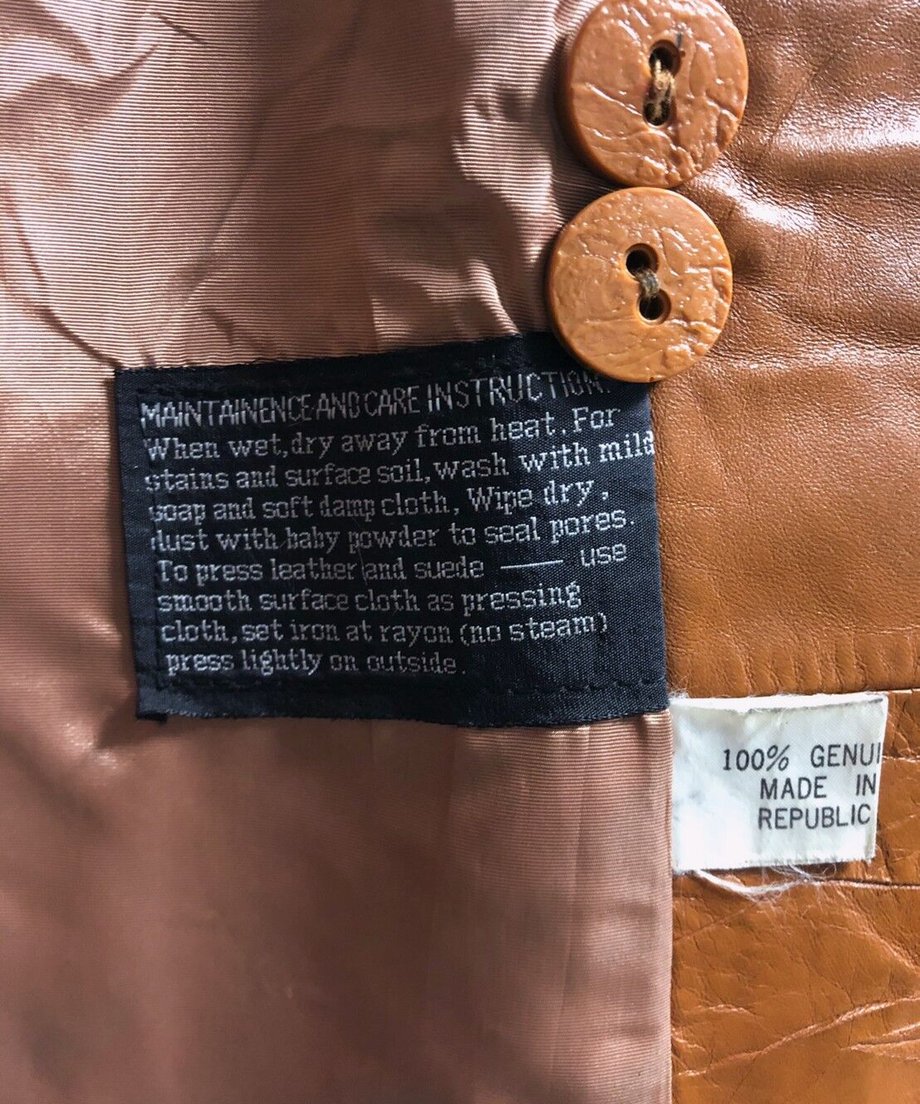 MAINTAINENCE AND CARE INSTRUCTION.
When wet, dry away from heat. For
stains and surface soil, wash with mild
soap and soft damp cloth, Wipe dry,
dust with baby powder to seal pores.
To press leather and suede —— use
smooth surface cloth as pressing
cloth, set iron at rayon (no steam)
press lightly on outside.
100% GENUI
MADE IN
REPUBLIC